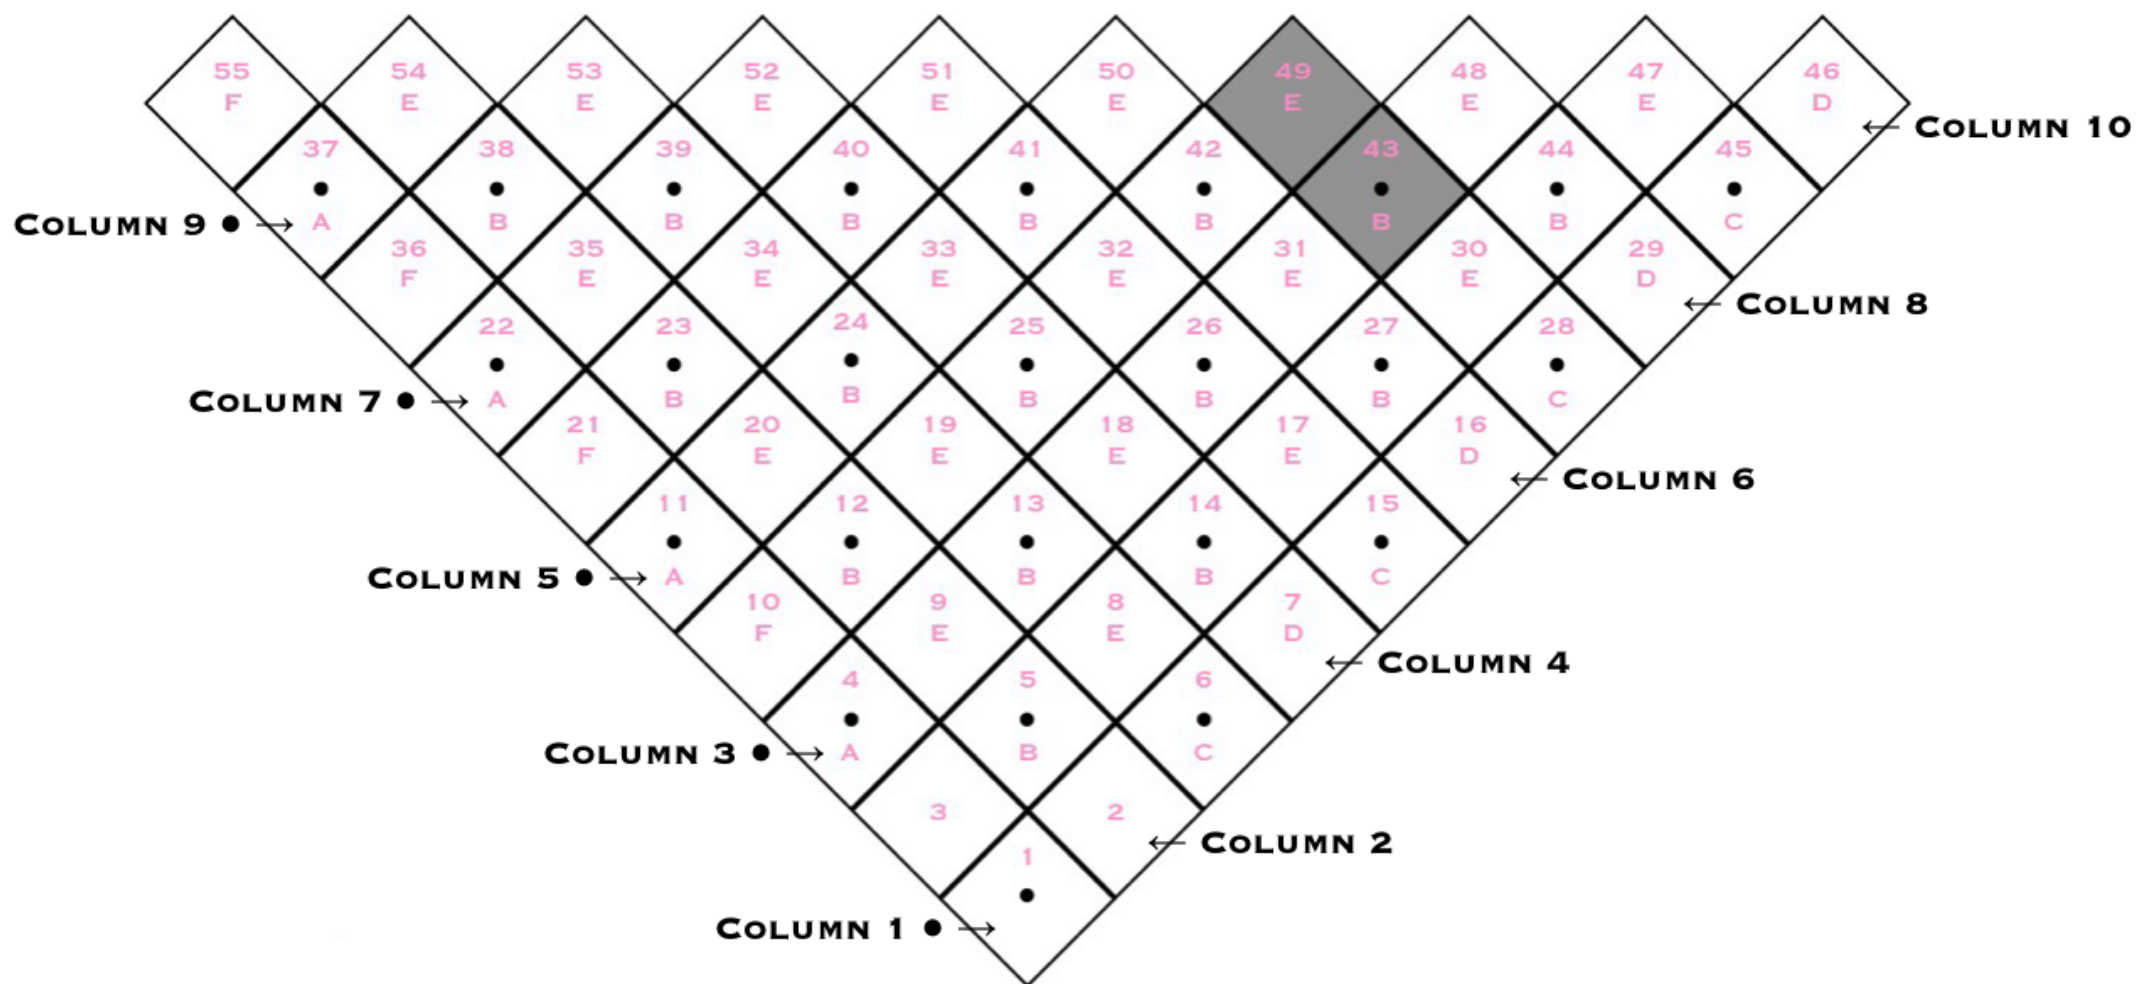 55 54 53 52 51 50 49 48 47 46
F E E E E E E E E D
COLUMN 10
37 38 39 40 41 42 43 44 45
COLUMN 9 • → A B B B B B B B C
36 35 34 33 32 31 30 29
F E E E E E E D
← COLUMN 8
22 23 24 25 26 27 28
COLUMN 7 • → A B B B B B C
21 20 19 18 17 16
F E E E E D
← COLUMN 6
11 12 13 14 15
COLUMN 5 • → A B B B C
10 9 8 7
F E E D
← COLUMN 4
4 5 6
COLUMN 3 • → A B C
3 2
← COLUMN 2
1
COLUMN 1 • →